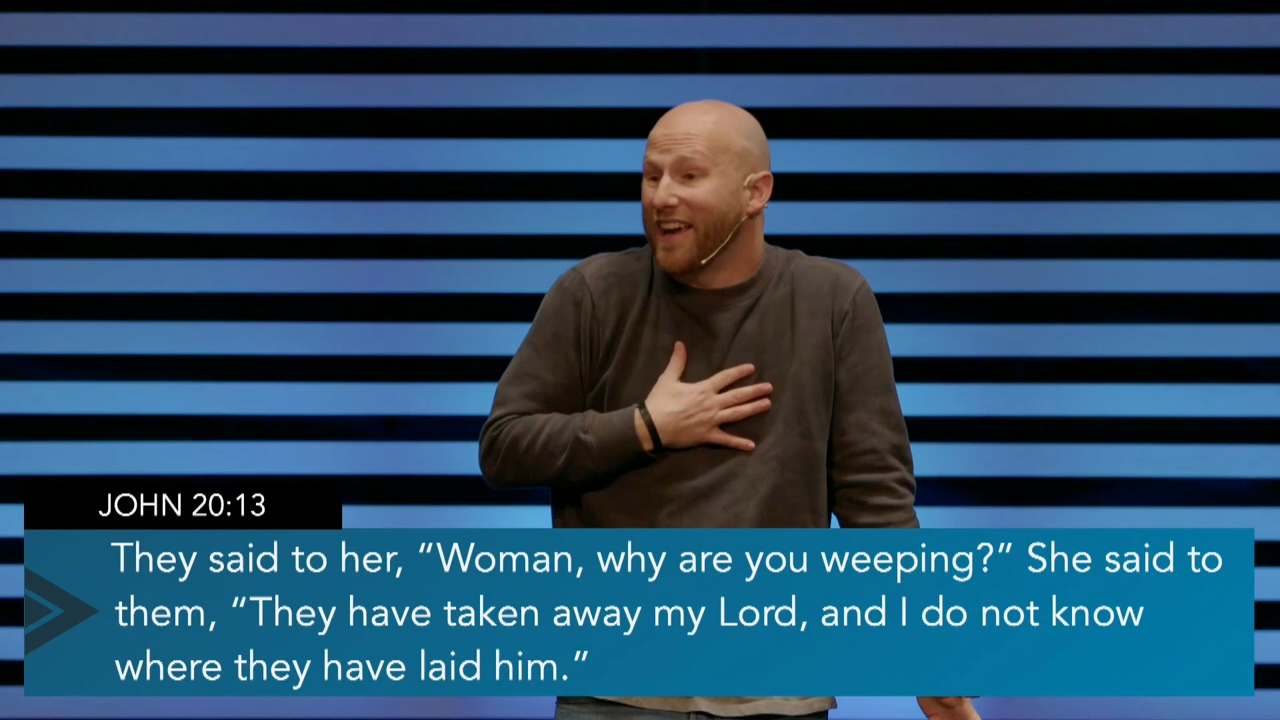 JOHN 20:13
They said to her, “Woman, why are you weeping?” She said to
them, “They have taken away my Lord, and I do not know
where they have laid him.”